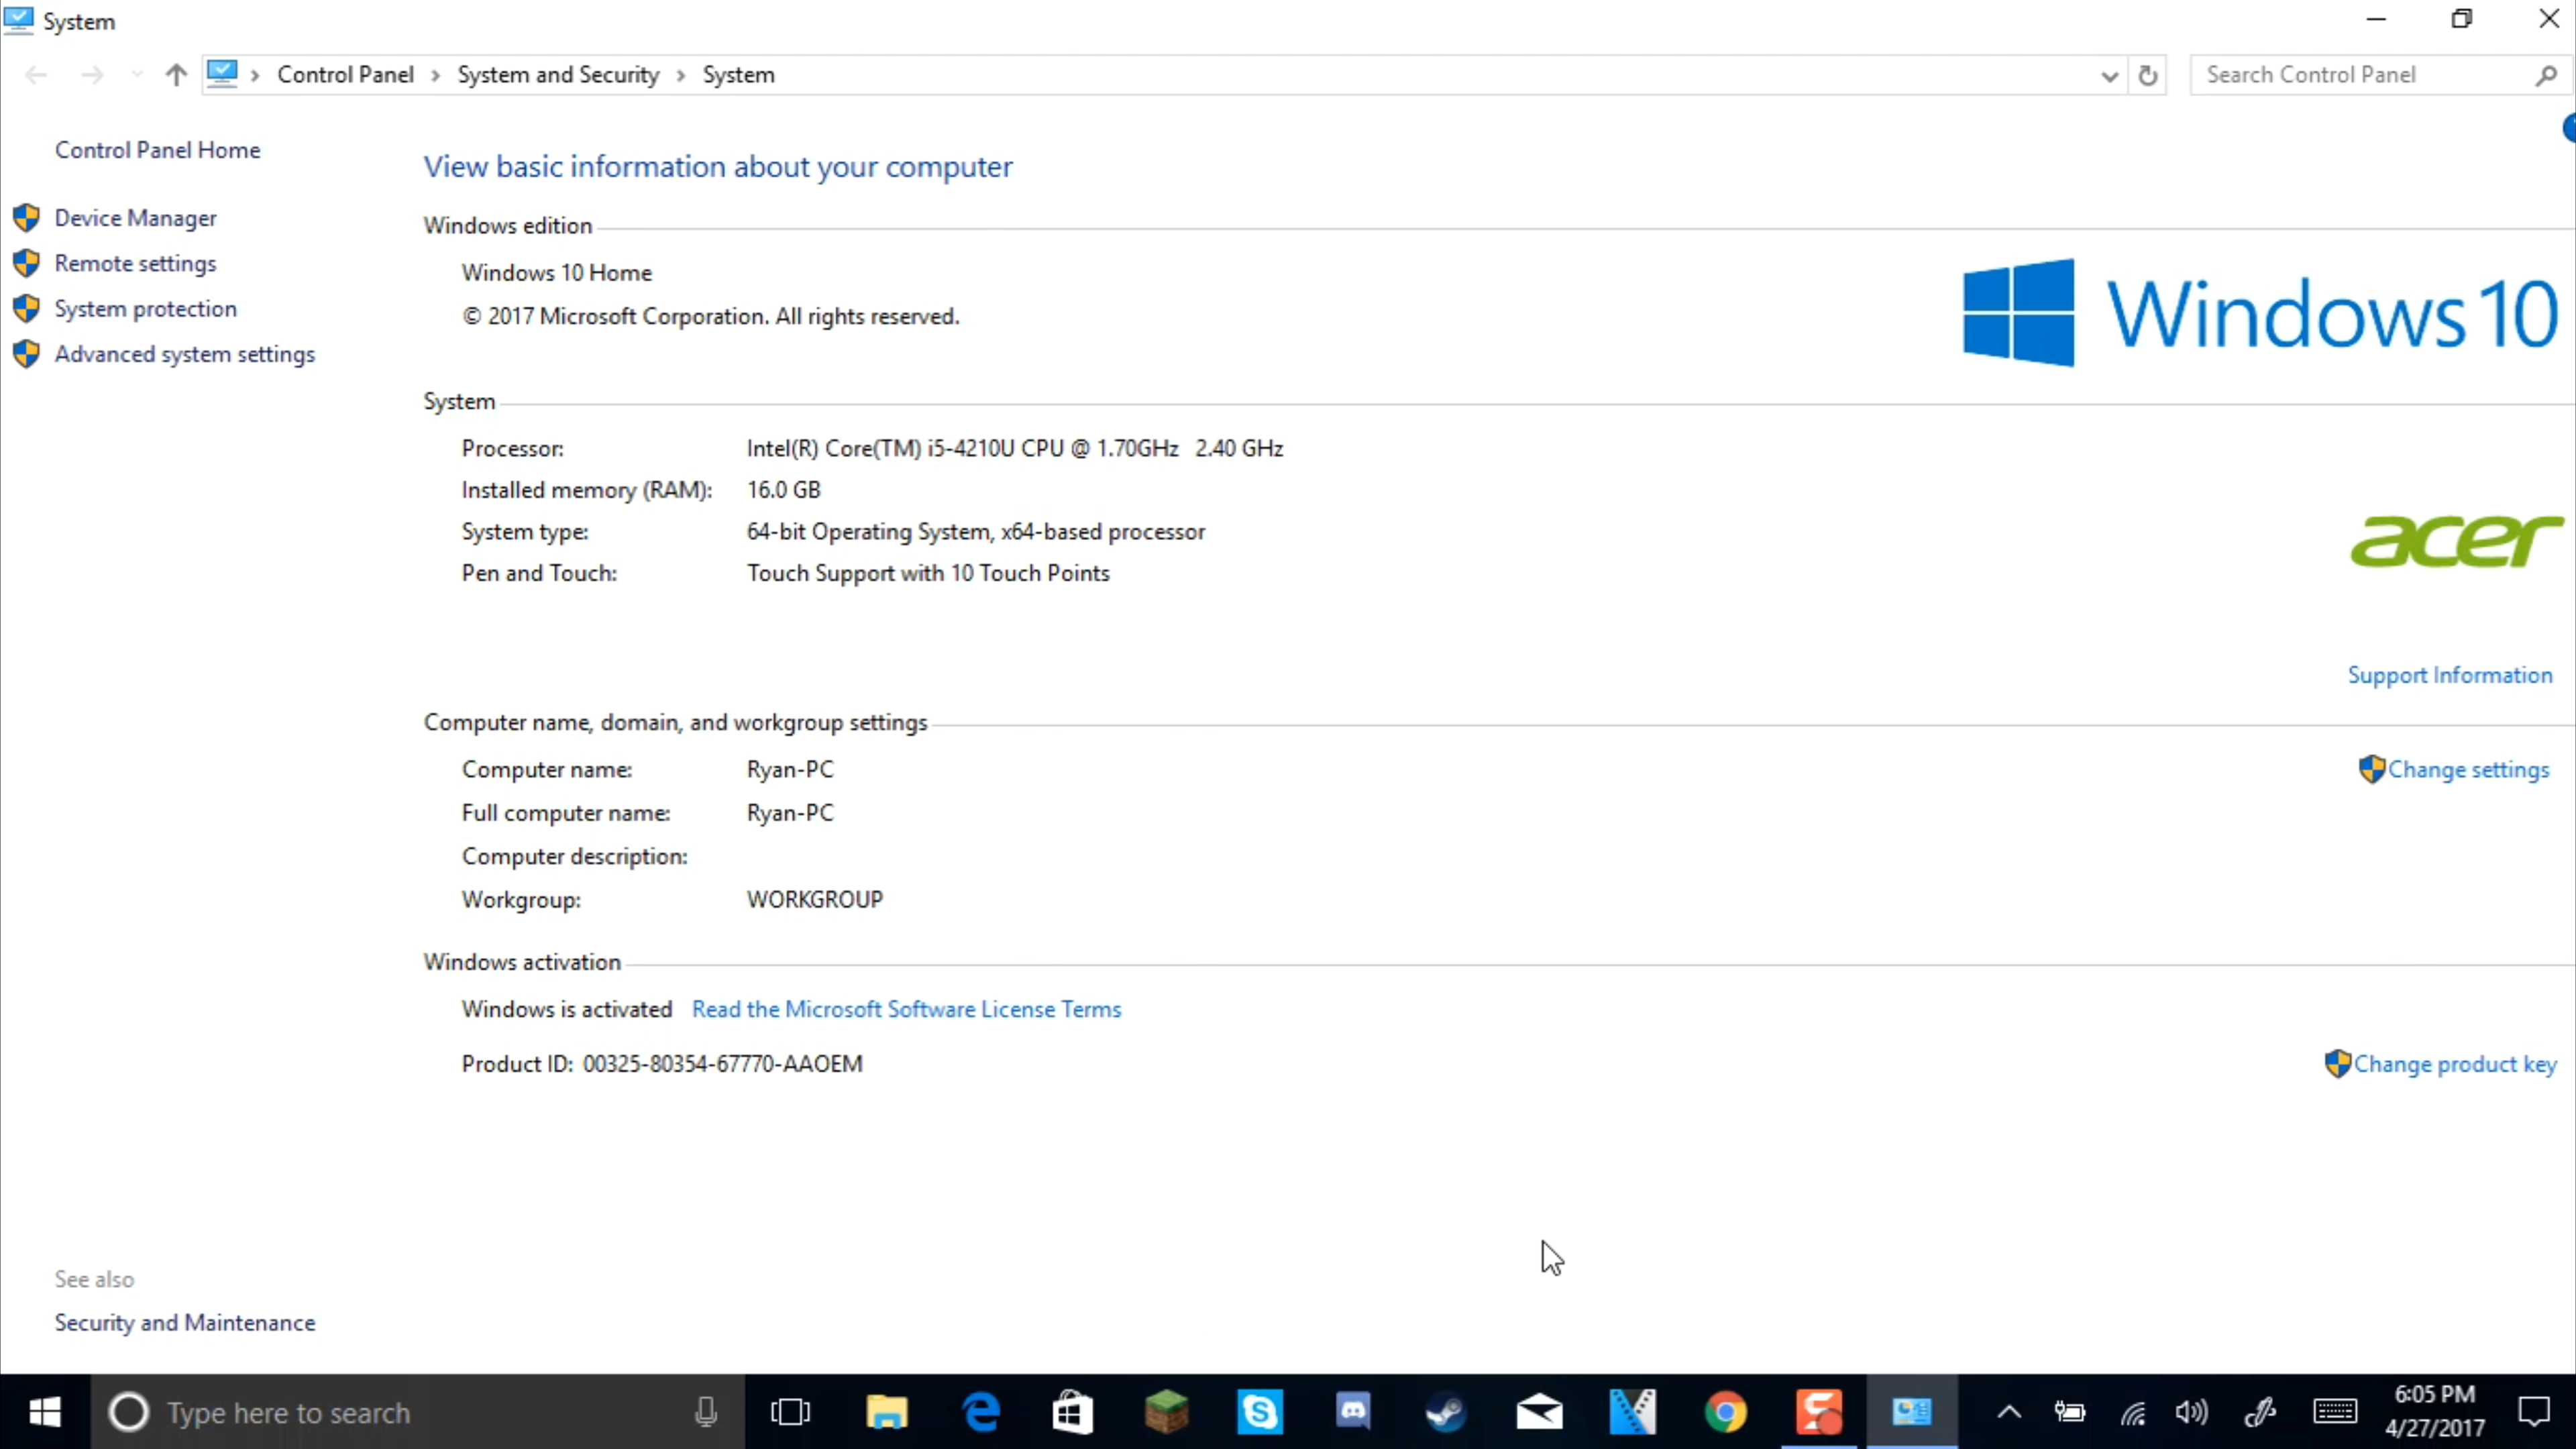 System
Control Panel > System and Security > System
Search Control Panel
Control Panel Home
Device Manager
Remote settings
System protection
Advanced system settings
View basic information about your computer
Windows edition
Windows 10 Home
© 2017 Microsoft Corporation. All rights reserved.
Windows 10
System
Processor: Intel(R) Core(TM) i5-4210U CPU @ 1.70GHz 2.40 GHz
Installed memory (RAM): 16.0 GB
System type: 64-bit Operating System, x64-based processor
Pen and Touch: Touch Support with 10 Touch Points
acer
Support Information
Computer name, domain, and workgroup settings
Computer name: Ryan-PC
Change settings
Full computer name: Ryan-PC
Computer description:
Workgroup: WORKGROUP
Windows activation
Windows is activated Read the Microsoft Software License Terms
Product ID: 00325-80354-67770-AAOEM
Change product key
See also
Security and Maintenance
Type here to search
6:05 PM
4/27/2017